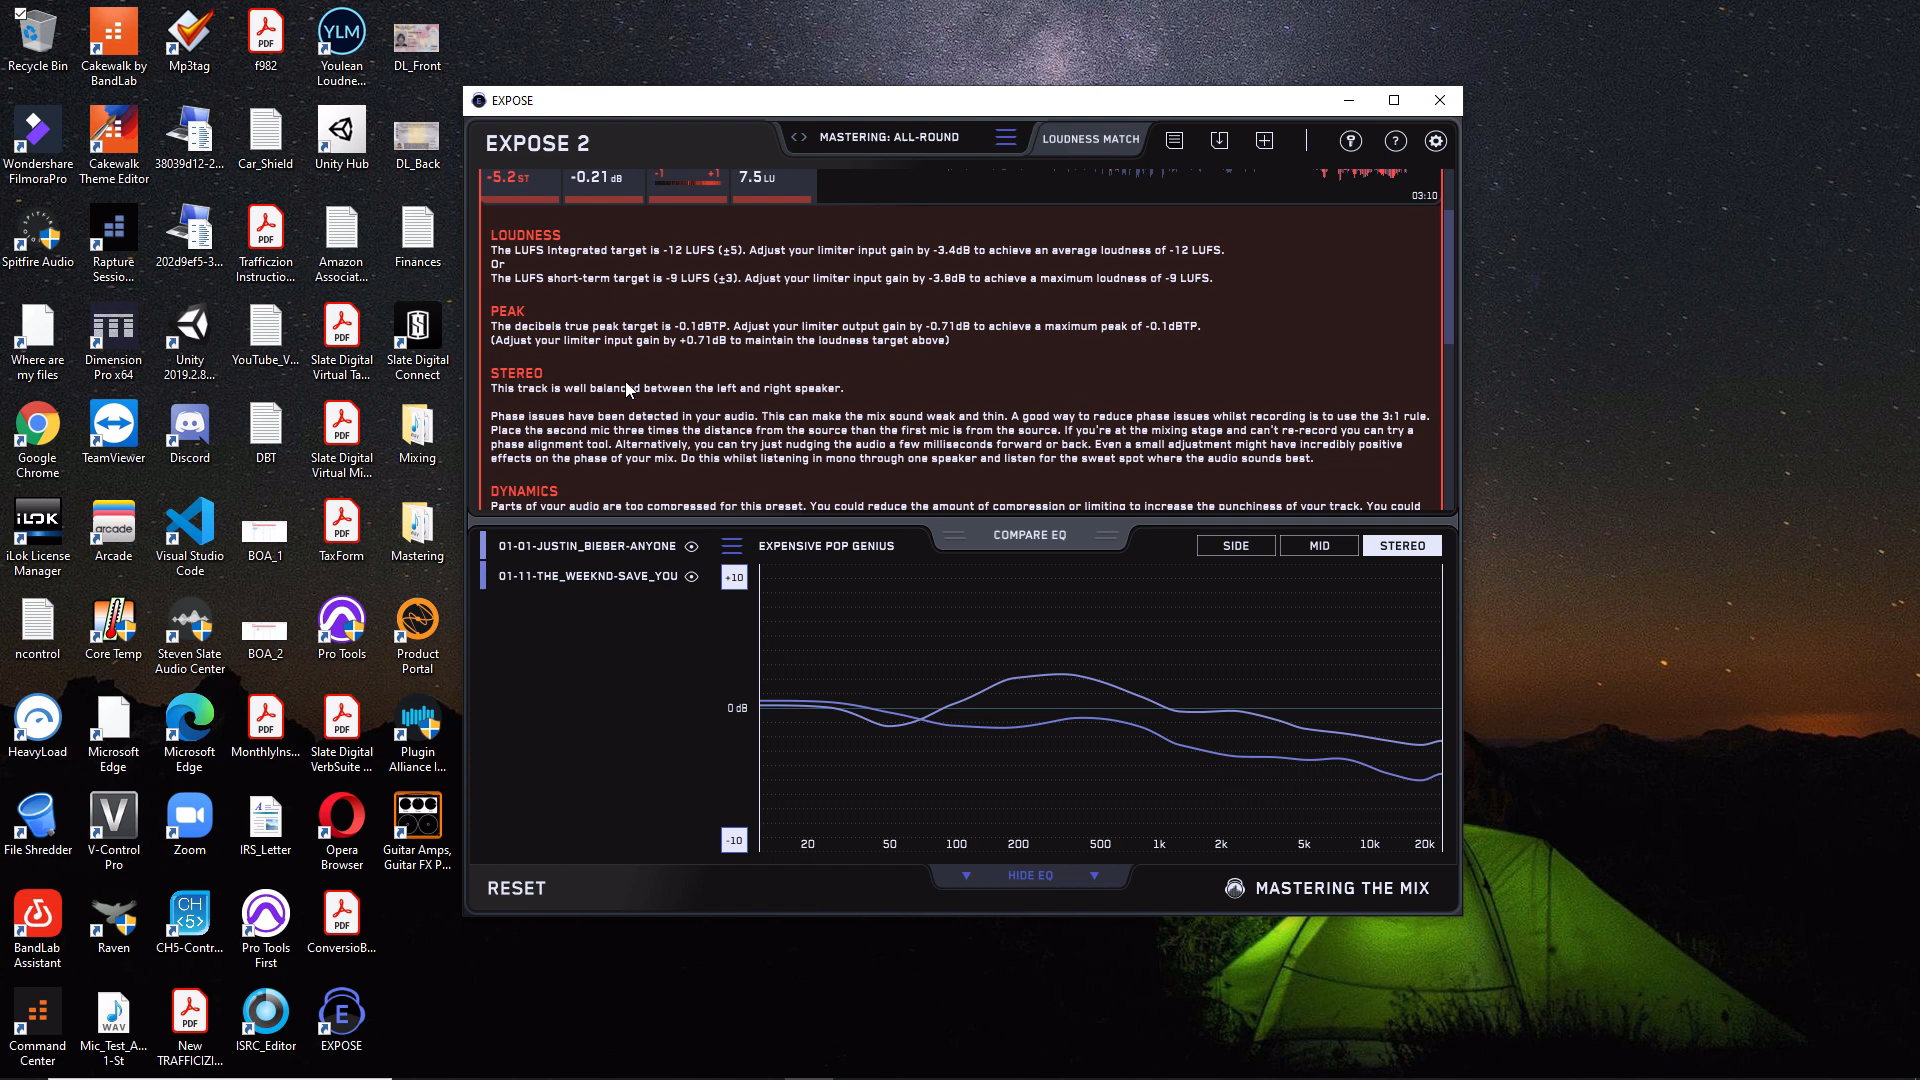 Recycle Bin
Cakewalk by
BandLab
Mp3tag
f982
Youlean
Loudne...
DL_Front
Wondershare
FilmoraPro
Cakewalk
Theme Editor
38039d12-2...
Car_Shield
Unity Hub
DL_Back
Spitfire Audio
Rapture
Sessio...
202d9ef5-3...
Trafficzion
Instructio...
Amazon
Associat...
Finances
Where are
my files
Dimension
Pro x64
Unity
2019.2.8...
YouTube_V...
Slate Digital
Virtual Ta...
Slate Digital
Connect
Google
Chrome
TeamViewer
Discord
DBT
Slate Digital
Virtual Mi...
Mixing
iLok License
Manager
Arcade
Visual Studio
Code
BOA_1
TaxForm
Mastering
ncontrol
Core Temp
Steven Slate
Audio Center
BOA_2
Pro Tools
Product
Portal
HeavyLoad
Microsoft
Edge
Microsoft
Edge
MonthlyIns...
Slate Digital
VerbSuite ...
Plugin
Alliance I...
File Shredder
V-Control
Pro
Zoom
IRS_Letter
Opera
Browser
Guitar Amps,
Guitar FX P...
BandLab
Assistant
Raven
CH5-Contr...
Pro Tools
First
ConversioB...
Command
Center
Mic_Test_A...
1-St
New
TRAFFICIZI...
ISRC_Editor
EXPOSE
EXPOSE
EXPOSE 2
MASTERING: ALL-ROUND
LOUDNESS MATCH
-5.2 ST
-0.21 dB
-1 +1
7.5 LU
03:10
LOUDNESS
The LUFS Integrated target is -12 LUFS (±5). Adjust your limiter input gain by -3.4dB to achieve an average loudness of -12 LUFS.
Or
The LUFS short-term target is -9 LUFS (±3). Adjust your limiter input gain by -3.8dB to achieve a maximum loudness of -9 LUFS.
PEAK
The decibels true peak target is -0.1dBTP. Adjust your limiter output gain by -0.71dB to achieve a maximum peak of -0.1dBTP.
(Adjust your limiter input gain by +0.71dB to maintain the loudness target above)
STEREO
This track is well balanced between the left and right speaker.
Phase issues have been detected in your audio. This can make the mix sound weak and thin. A good way to reduce phase issues whilst recording is to use the 3:1 rule.
Place the second mic three times the distance from the source than the first mic is from the source. If you're at the mixing stage and can't re-record you can try a
phase alignment tool. Alternatively, you can try just nudging the audio a few milliseconds forward or back. Even a small adjustment might have incredibly positive
effects on the phase of your mix. Do this whilst listening in mono through one speaker and listen for the sweet spot where the audio sounds best.
DYNAMICS
Parts of your audio are too compressed for this preset. You could reduce the amount of compression or limiting to increase the punchiness of your track. You could
COMPARE EQ
01-01-JUSTIN_BIEBER-ANYONE
EXPENSIVE POP GENIUS
SIDE
MID
STEREO
01-11-THE_WEEKND-SAVE_YOU
+10
0 dB
-10
20
50
100
200
500
1k
2k
5k
10k
20k
RESET
HIDE EQ
MASTERING THE MIX